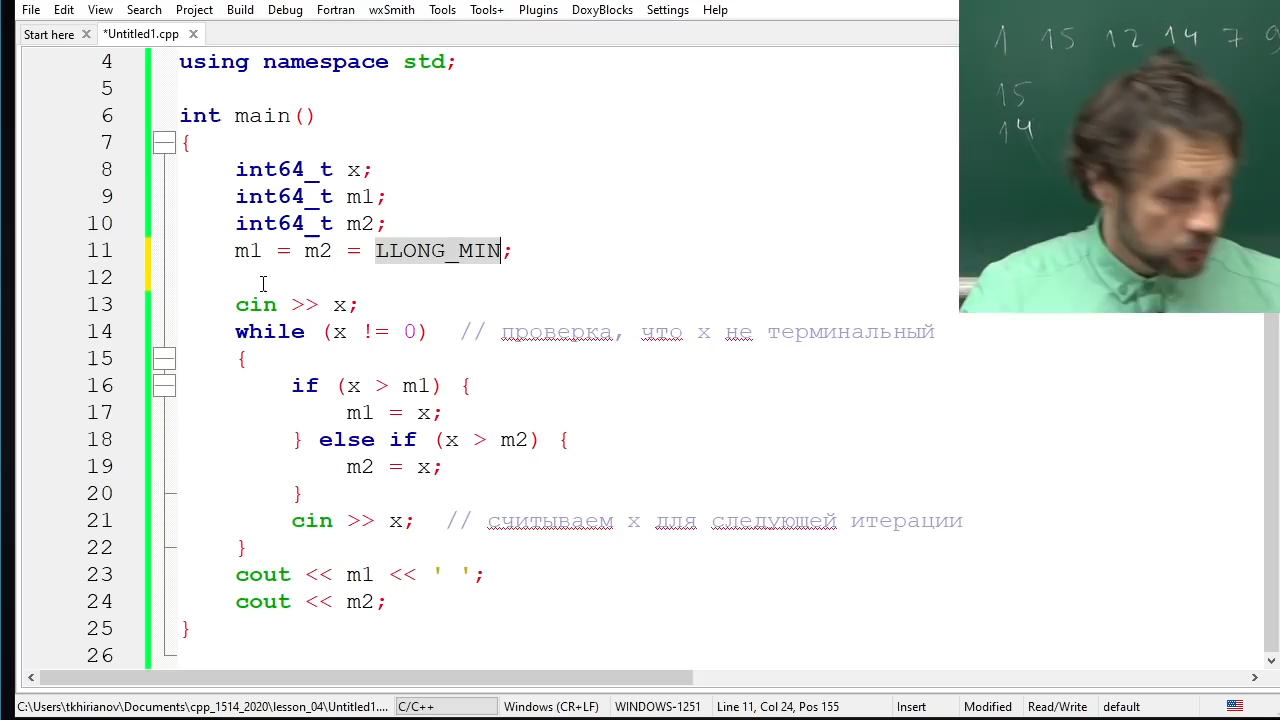 File Edit View Search Project Build Debug Fortran wxSmith Tools Tools+ Plugins DoxyBlocks Settings Help
Start here *Untitled1.cpp
4 using namespace std;
5
6 int main()
7 {
8 int64_t x;
9 int64_t m1;
10 int64_t m2;
11 m1 = m2 = LLONG_MIN;
12
13 cin >> x;
14 while (x != 0) // проверка, что x не терминальный
15 {
16 if (x > m1) {
17 m1 = x;
18 } else if (x > m2) {
19 m2 = x;
20 }
21 cin >> x; // считываем x для следующей итерации
22 }
23 cout << m1 << ' ';
24 cout << m2;
25 }
26
C:\Users\tkhirianov\Documents\cpp_1514_2020\lesson_04\Untitled1.... C/C++ Windows (CR+LF) WINDOWS-1251 Line 11, Col 24, Pos 155 Insert Modified Read/Write default
1 15 12 14 7 9
15
14